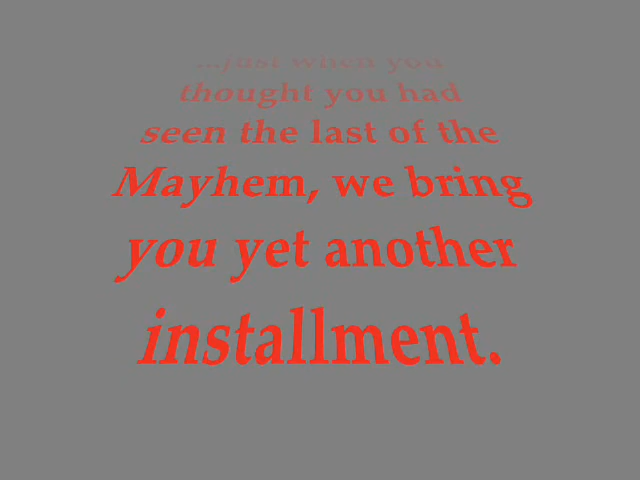 ...just when you
thought you had
seen the last of the
Mayhem, we bring
you yet another
installment.